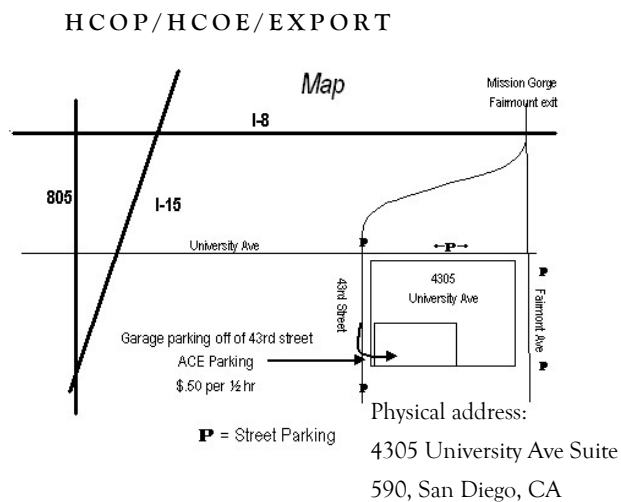 HCOP/HCOE/EXPORT
Map
Mission Gorge
Fairmount exit
I-8
805
I-15
University Ave
P
←P→
43rd Street
4305
University Ave
P
Fairmont Ave
P
Garage parking off of 43rd street
ACE Parking
$.50 per ½ hr
P
P = Street Parking
Physical address:
4305 University Ave Suite
590, San Diego, CA